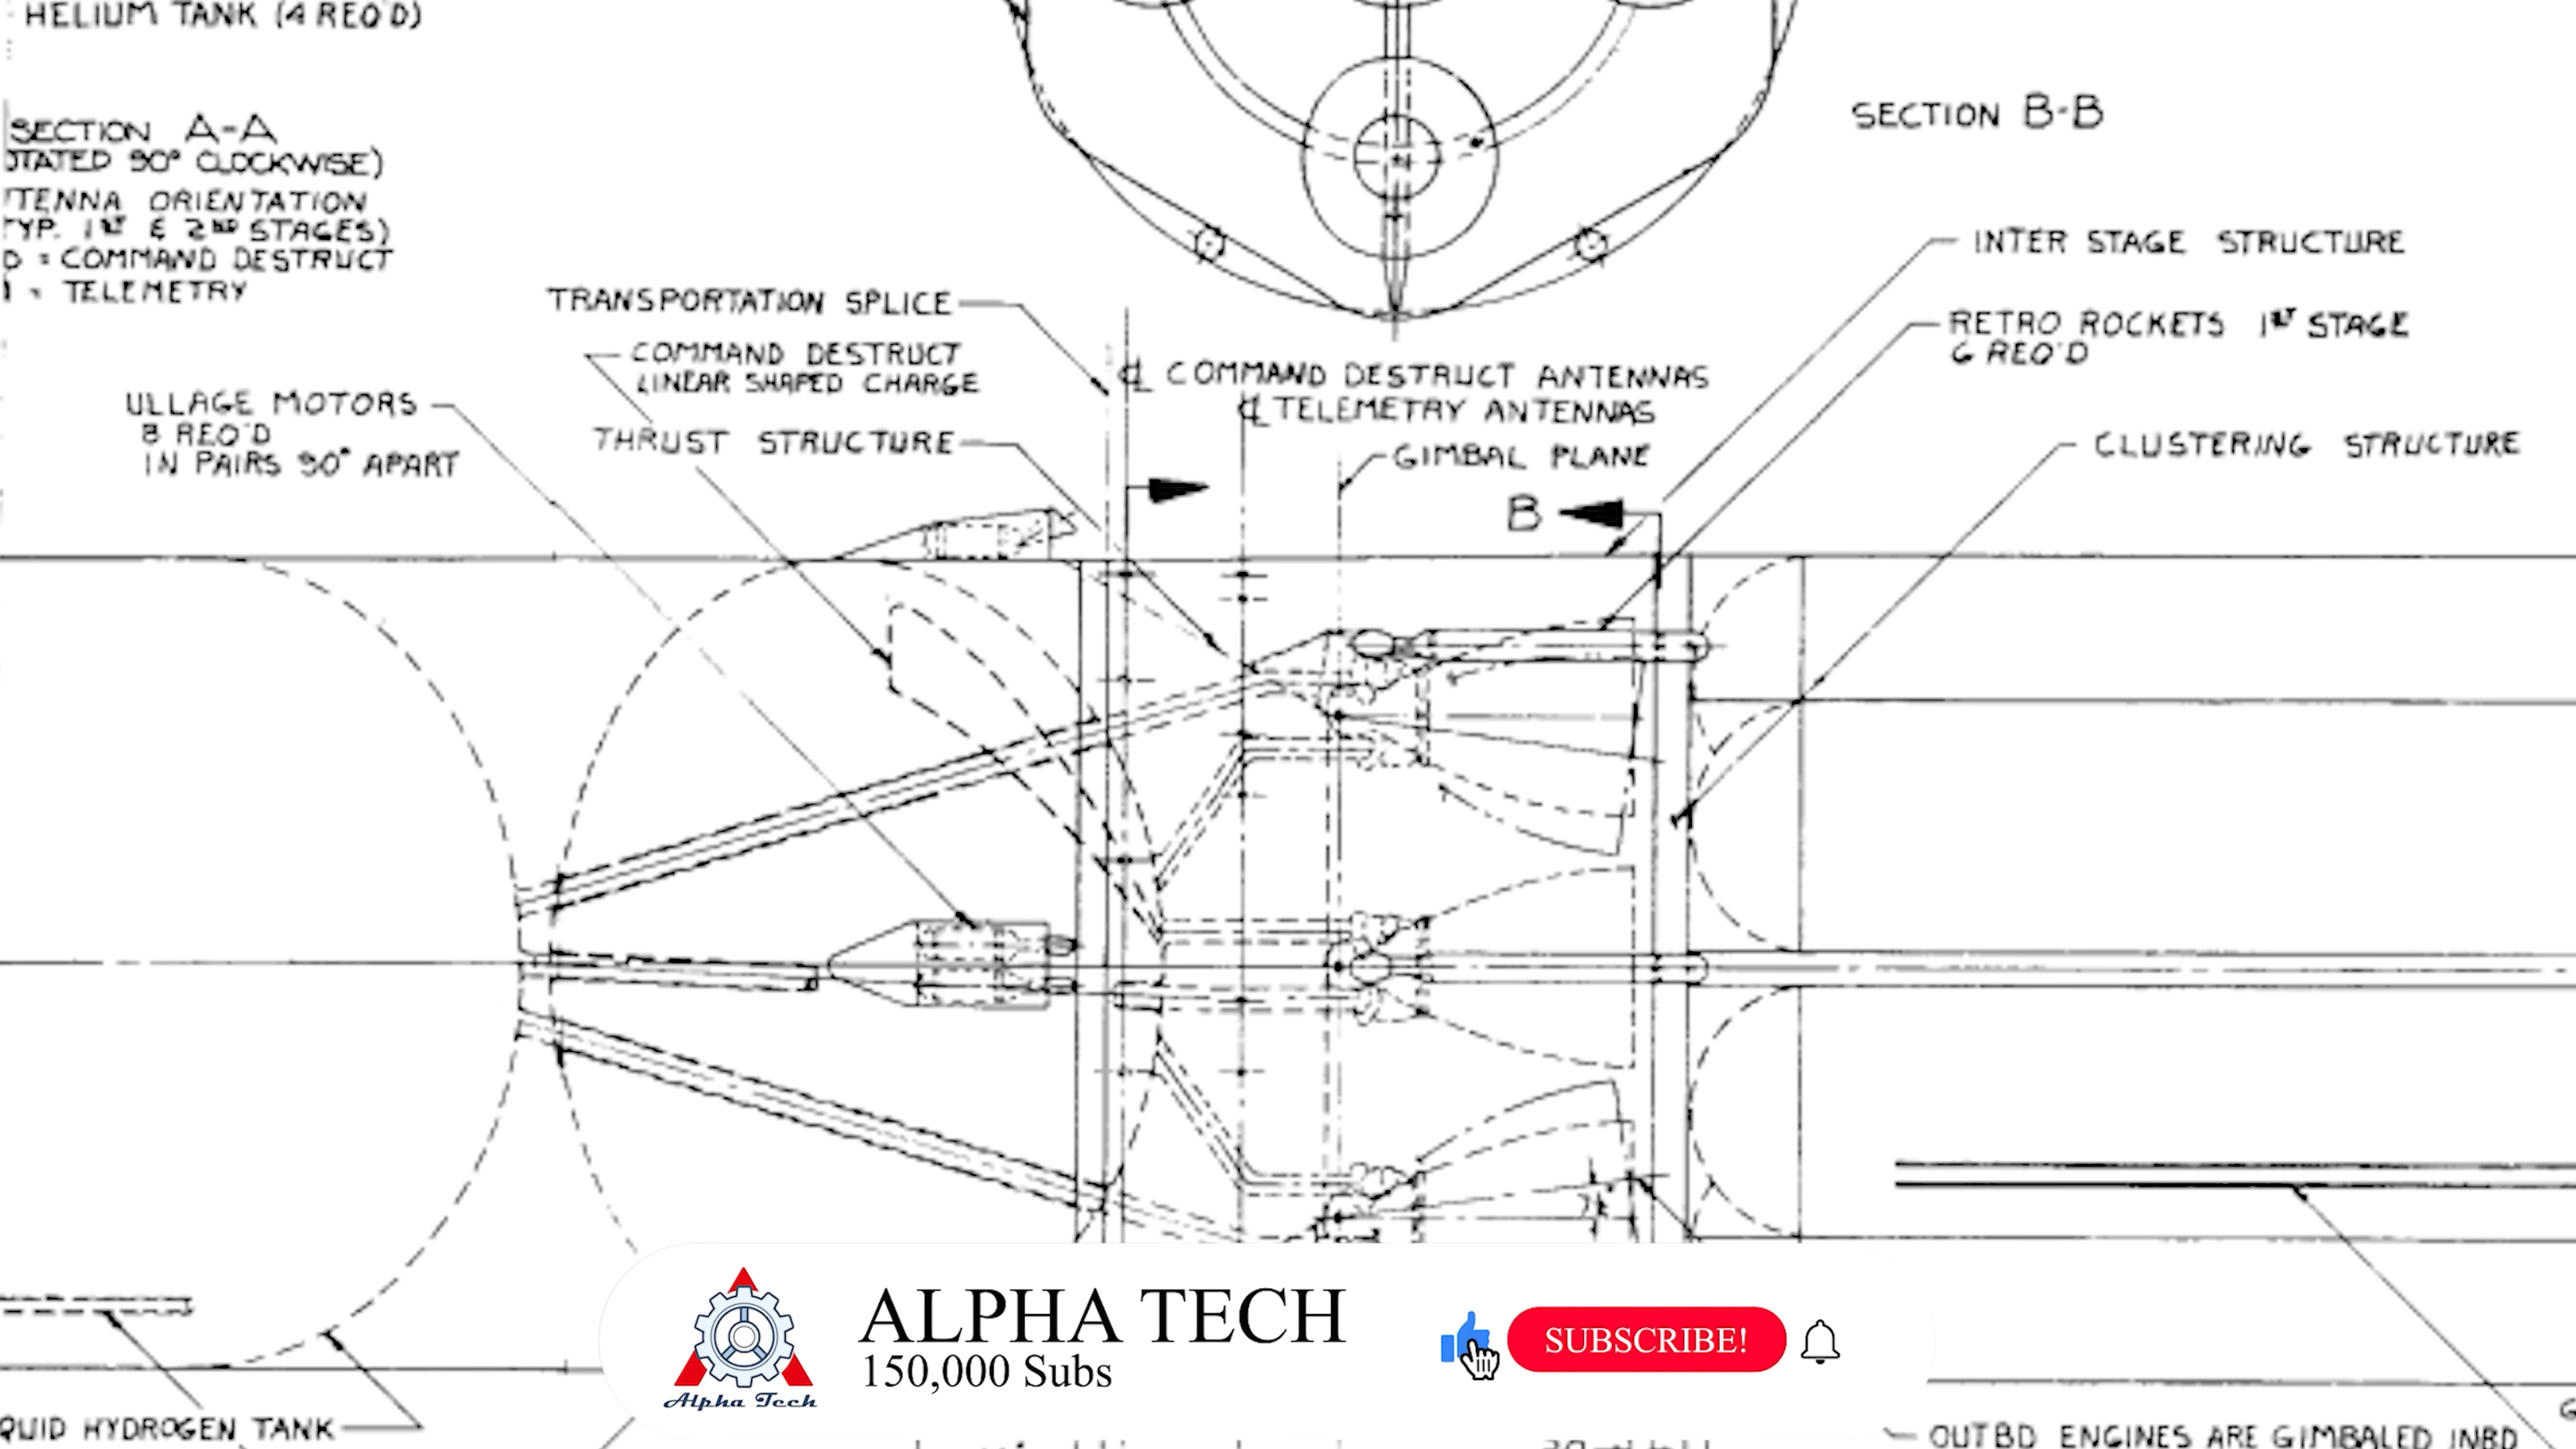 HELIUM TANK (4 REQ'D)
SECTION A-A
OTATED 90° CLOCKWISE)
TENNA ORIENTATION
TYP. 1ST & 2ND STAGES)
D = COMMAND DESTRUCT
= TELEMETRY
SECTION B-B
INTER STAGE STRUCTURE
RETRO ROCKETS 1ST STAGE
6 REQ'D
CLUSTERING STRUCTURE
TRANSPORTATION SPLICE
COMMAND DESTRUCT
LINEAR SHAPED CHARGE
THRUST STRUCTURE
ULLAGE MOTORS
8 REQ'D
IN PAIRS 90° APART
℄ COMMAND DESTRUCT ANTENNAS
℄ TELEMETRY ANTENNAS
GIMBAL PLANE
B
ALPHA TECH
150,000 Subs
SUBSCRIBE!
Alpha Tech
QUID HYDROGEN TANK
OUTBD ENGINES ARE GIMBALED INBD